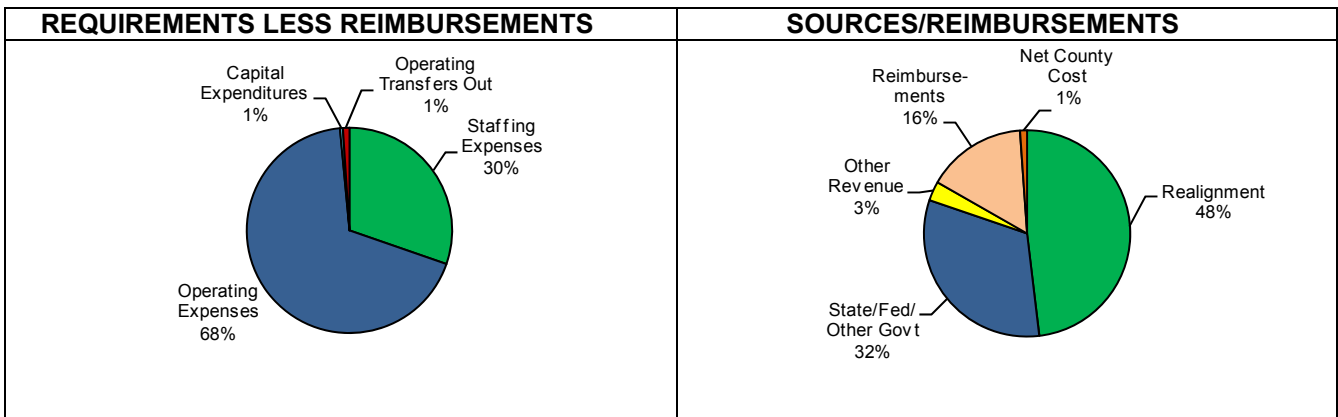 REQUIREMENTS LESS REIMBURSEMENTS
Capital
Expenditures
1%
Operating
Transfers Out
1%
Staffing
Expenses
30%
Operating
Expenses
68%
SOURCES/REIMBURSEMENTS
Net County
Cost
1%
Reimburse-
ments
16%
Other
Revenue
3%
Realignment
48%
State/Fed/
Other Govt
32%